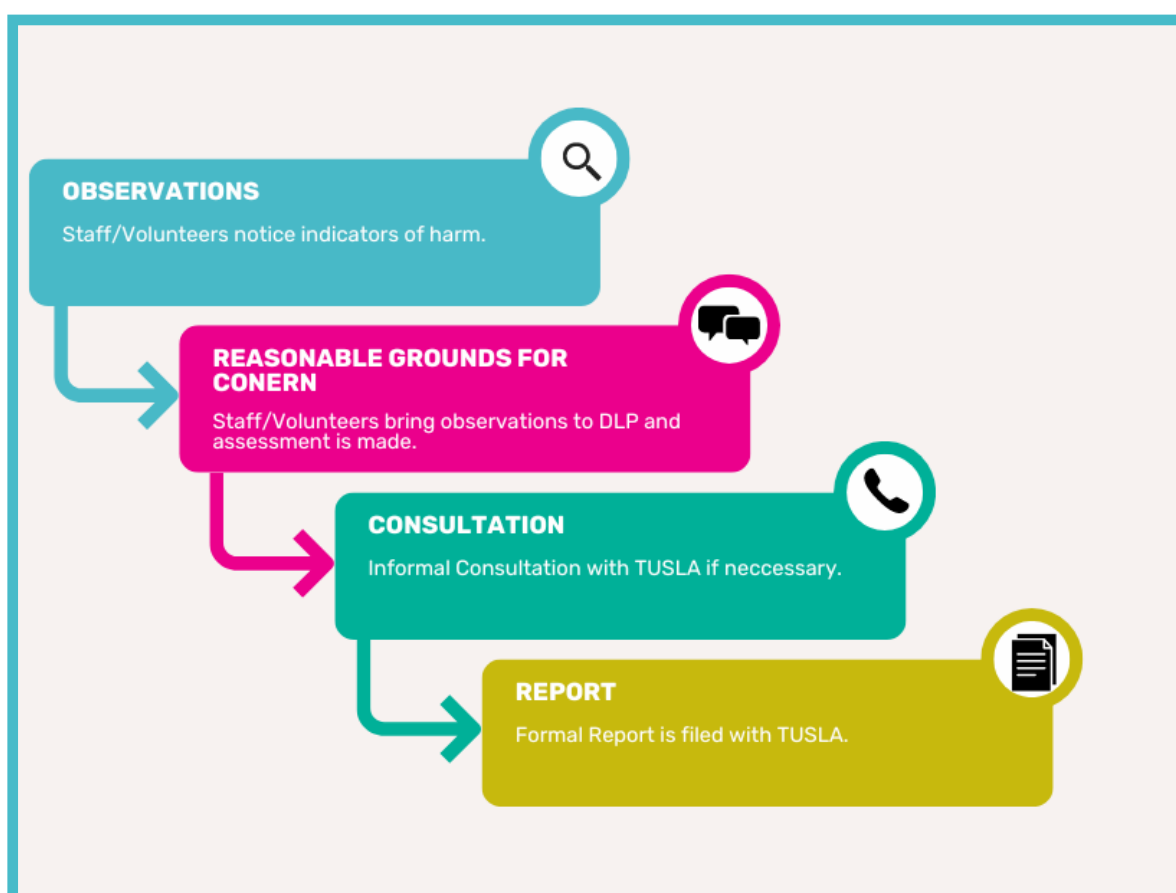 OBSERVATIONS
Staff/Volunteers notice indicators of harm.
REASONABLE GROUNDS FOR
CONERN
Staff/Volunteers bring observations to DLP and
assessment is made.
CONSULTATION
Informal Consultation with TUSLA if neccessary.
REPORT
Formal Report is filed with TUSLA.